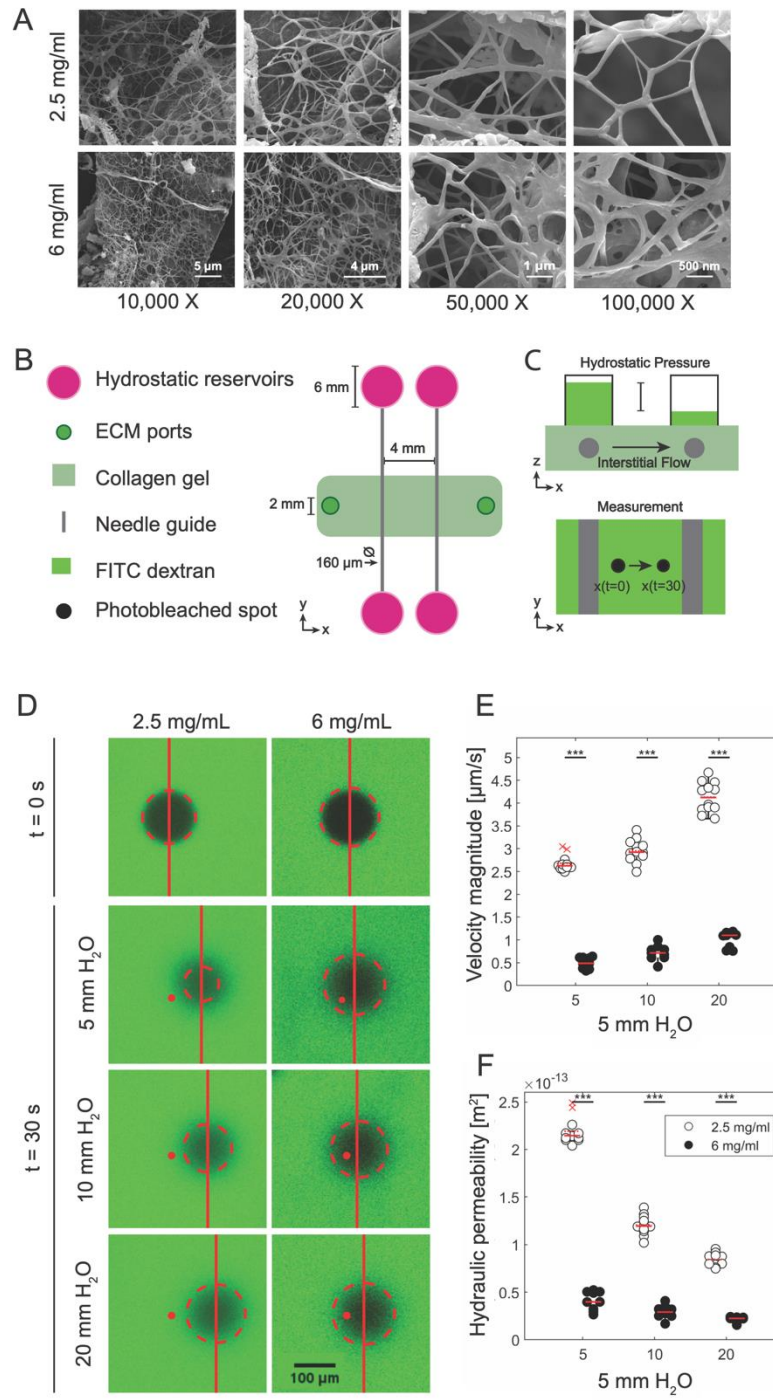 A
2.5 mg/ml
6 mg/ml
5 µm
4 µm
1 µm
500 nm
10,000 X
20,000 X
50,000 X
100,000 X
B
Hydrostatic reservoirs
ECM ports
Collagen gel
Needle guide
FITC dextran
Photobleached spot
6 mm
4 mm
2 mm
160 µm
Ø
y
x
C
Hydrostatic Pressure
Interstitial Flow
z
x
Measurement
x(t=0)
x(t=30)
y
x
D
2.5 mg/mL
6 mg/mL
t = 0 s
t = 30 s
5 mm H₂O
10 mm H₂O
20 mm H₂O
100 µm
E
Velocity magnitude [µm/s]
5
4.5
4
3.5
3
2.5
2
1.5
1
0.5
0
***
***
***
5
10
20
5 mm H₂O
F
Hydraulic permeability [m²]
× 10⁻¹³
2.5
2
1.5
1
0.5
0
***
***
***
2.5 mg/ml
6 mg/ml
5
10
20
5 mm H₂O